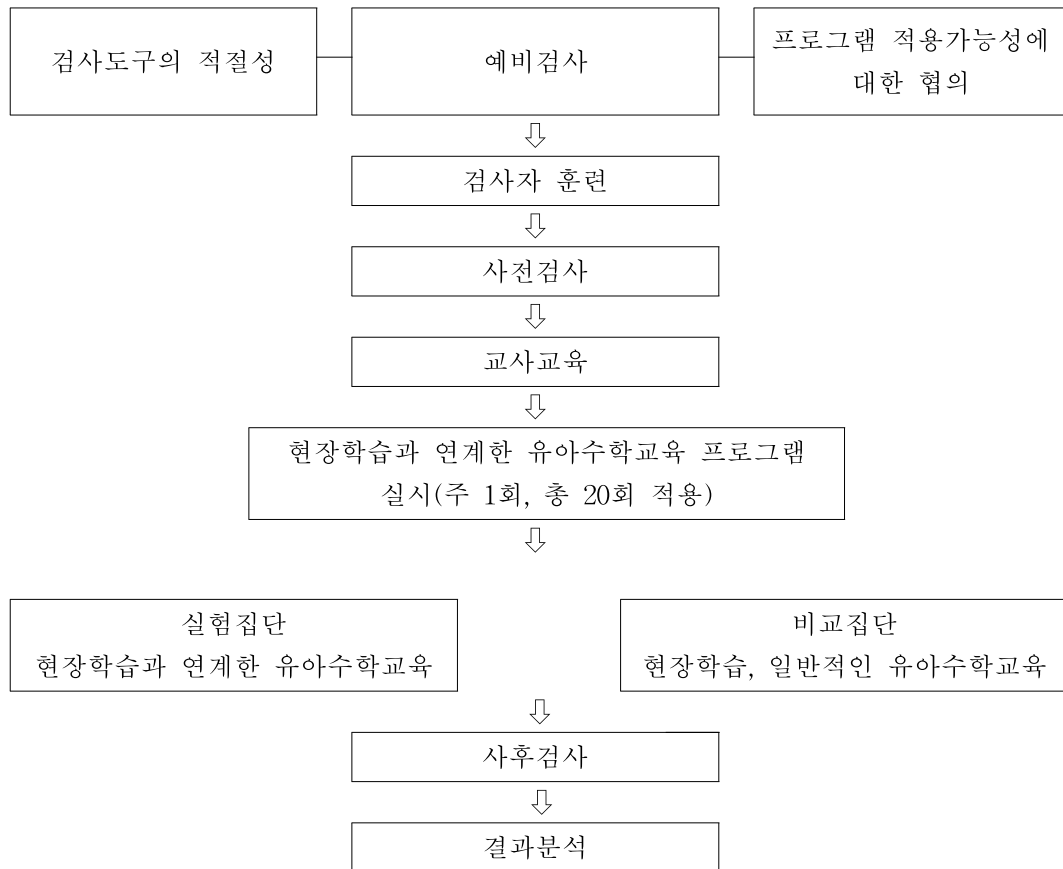 검사도구의 적절성
예비검사
프로그램 적용가능성에
대한 협의
검사자 훈련
사전검사
교사교육
현장학습과 연계한 유아수학교육 프로그램
실시(주 1회, 총 20회 적용)
실험집단
현장학습과 연계한 유아수학교육
비교집단
현장학습, 일반적인 유아수학교육
사후검사
결과분석